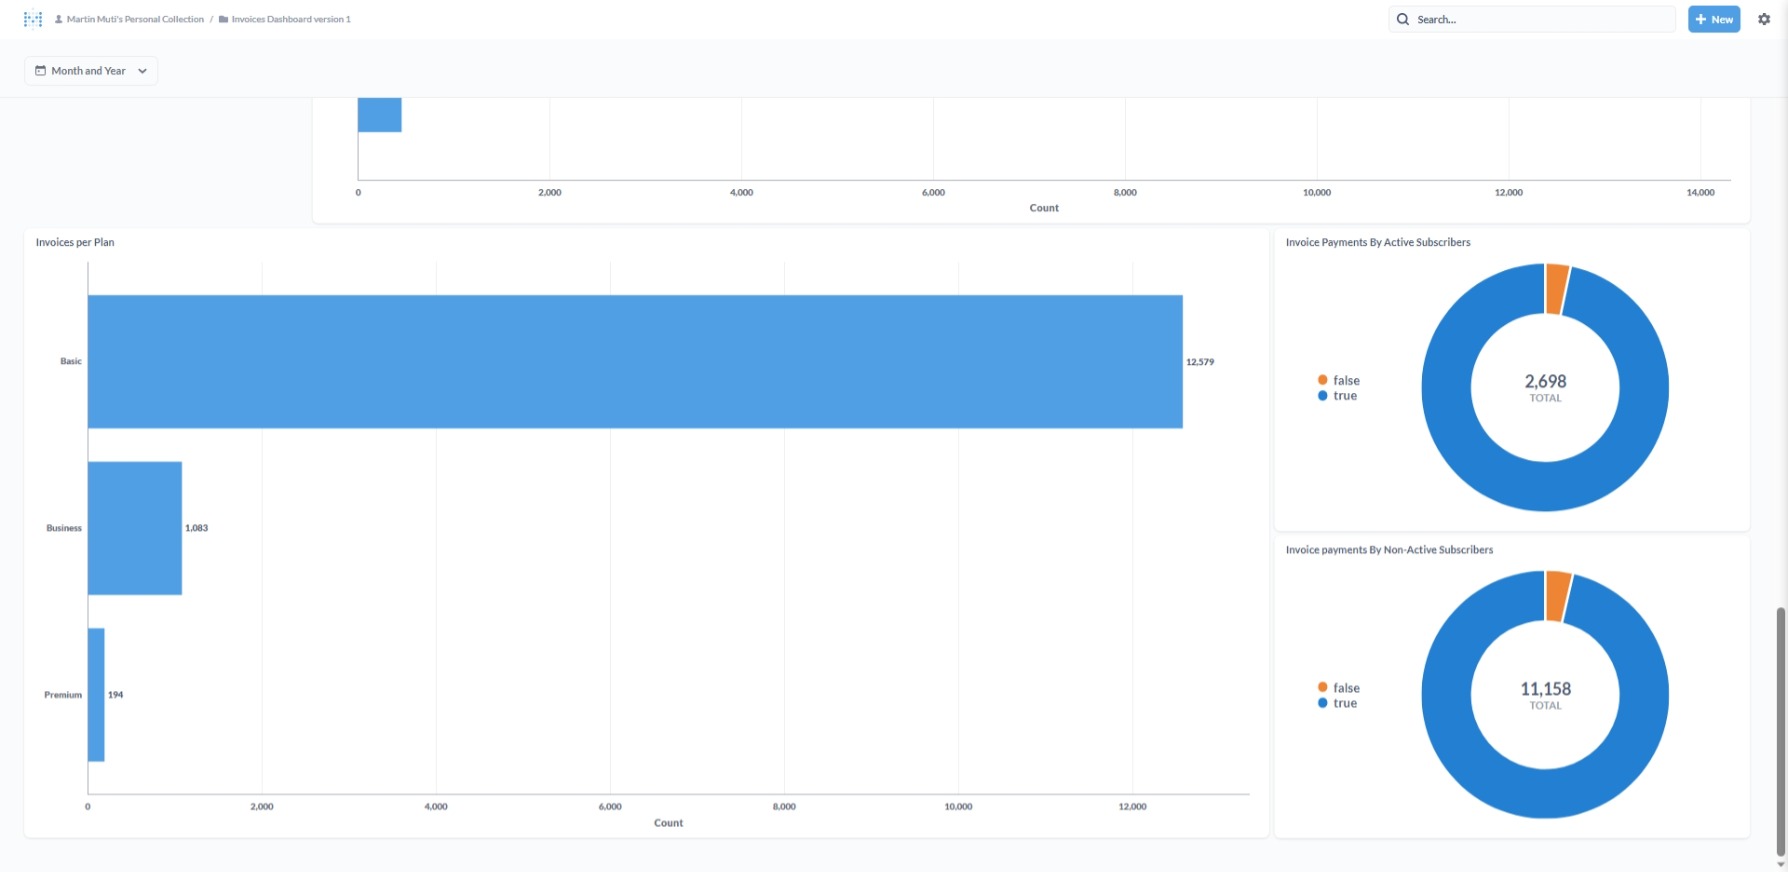 Martin Muti's Personal Collection / Invoices Dashboard version 1
Search...
New
Month and Year
0 2,000 4,000 6,000 8,000 10,000 12,000 14,000
Count
Invoices per Plan
Basic
12,579
Business
1,083
Premium
194
0 2,000 4,000 6,000 8,000 10,000 12,000
Count
Invoice Payments By Active Subscribers
false
true
2,698
TOTAL
Invoice payments By Non-Active Subscribers
false
true
11,158
TOTAL